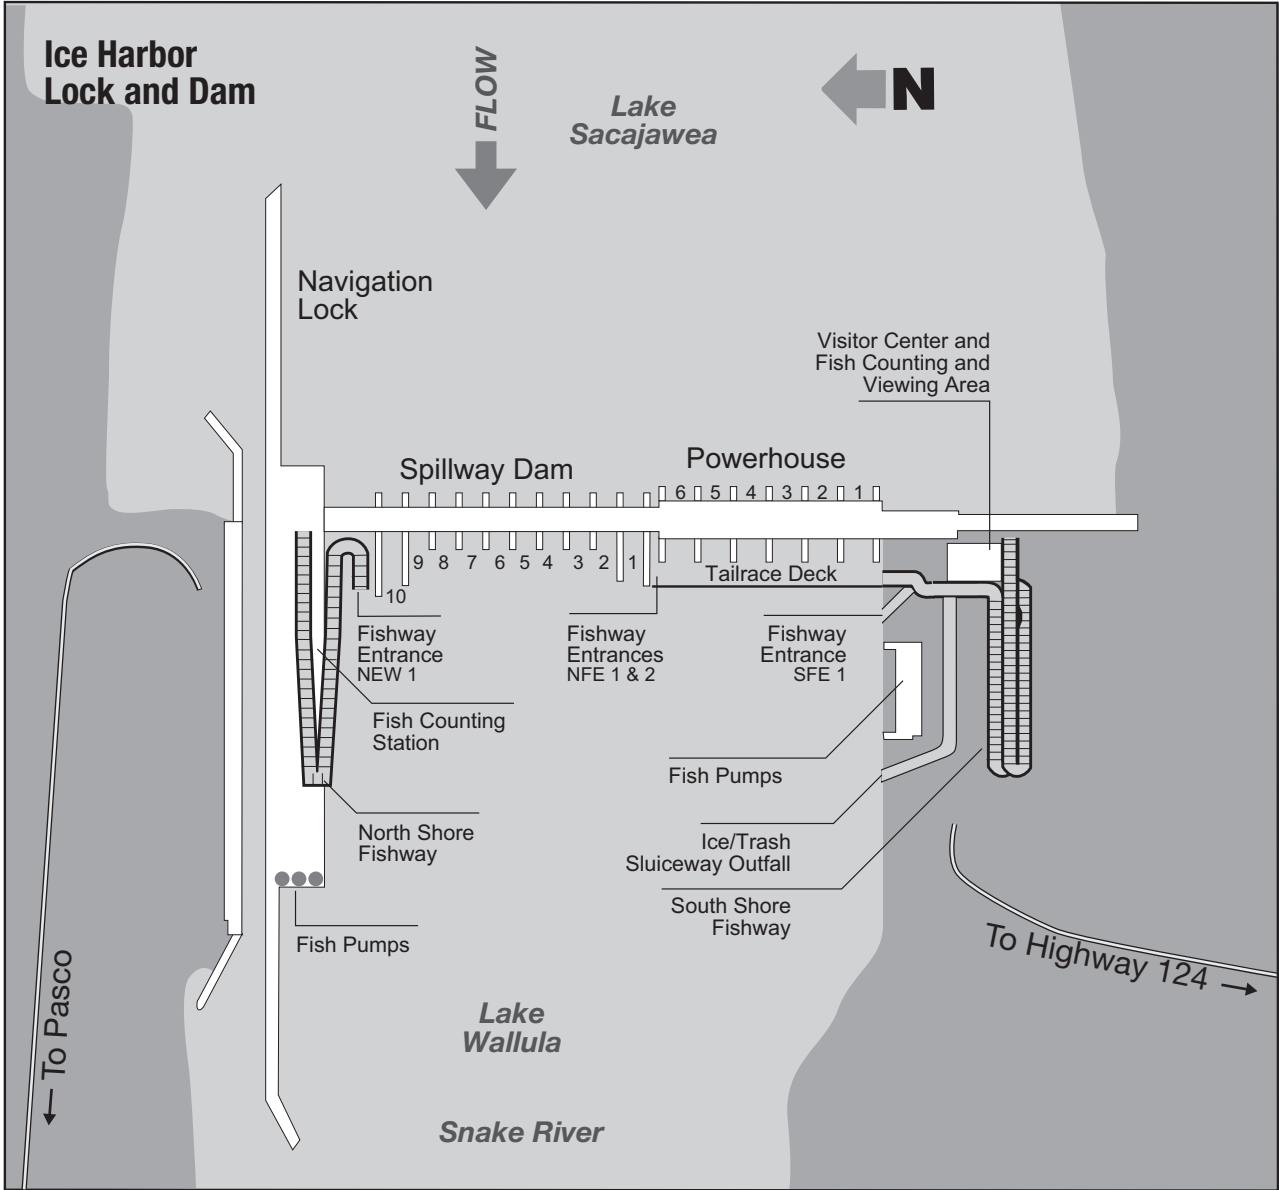 Ice Harbor
Lock and Dam
FLOW
Lake
Sacajawea
N
Navigation
Lock
Visitor Center and
Fish Counting and
Viewing Area
Spillway Dam
Powerhouse
6 5 4 3 2 1
10 9 8 7 6 5 4 3 2 1
Tailrace Deck
Fishway
Entrance
NEW 1
Fishway
Entrances
NFE 1 & 2
Fishway
Entrance
SFE 1
Fish Counting
Station
Fish Pumps
North Shore
Fishway
Ice/Trash
Sluiceway Outfall
South Shore
Fishway
Fish Pumps
To Highway 124 →
← To Pasco
Lake
Wallula
Snake River